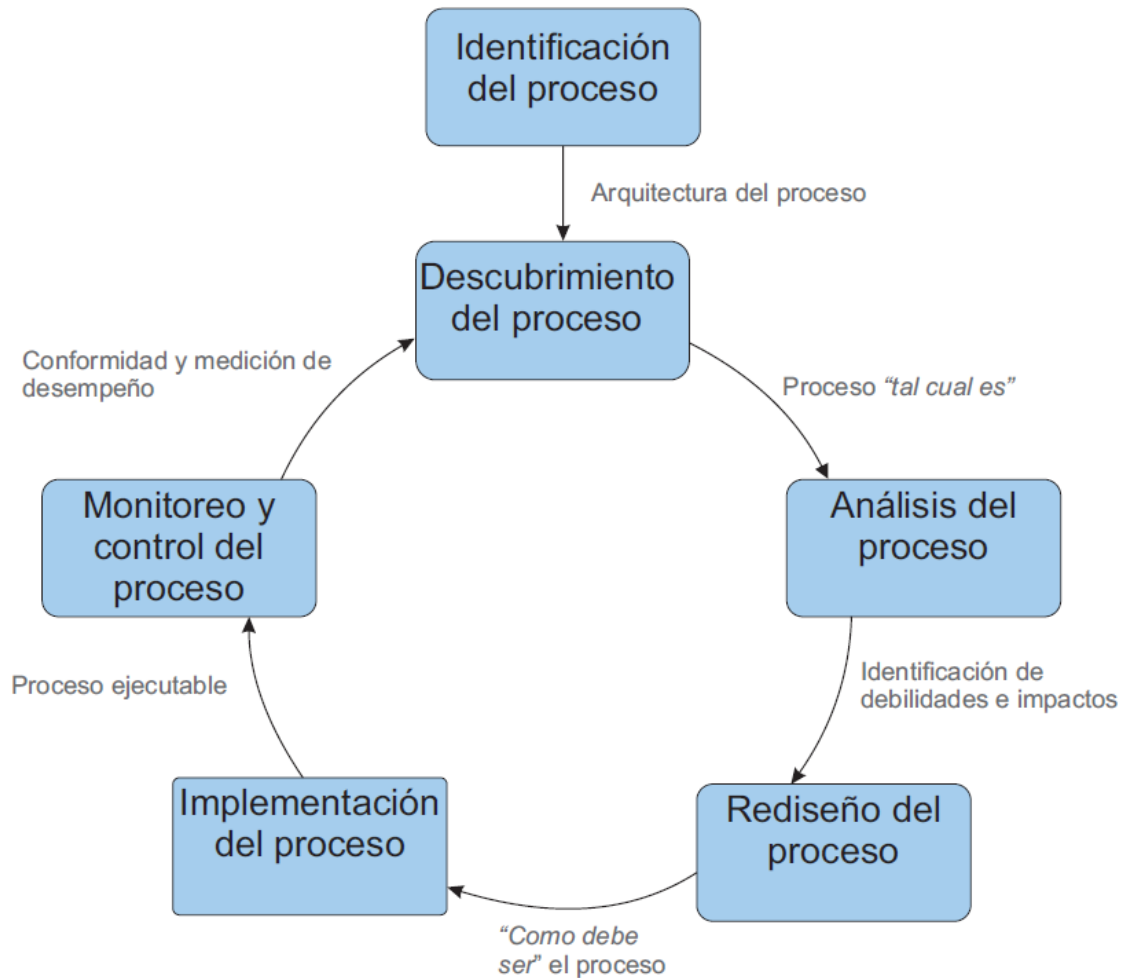 Identificación
del proceso
Arquitectura del proceso
Descubrimiento
del proceso
Conformidad y medición de
desempeño
Proceso “tal cual es”
Monitoreo y
control del
proceso
Análisis del
proceso
Proceso ejecutable
Identificación de
debilidades e impactos
Implementación
del proceso
Rediseño del
proceso
“Como debe
ser” el proceso